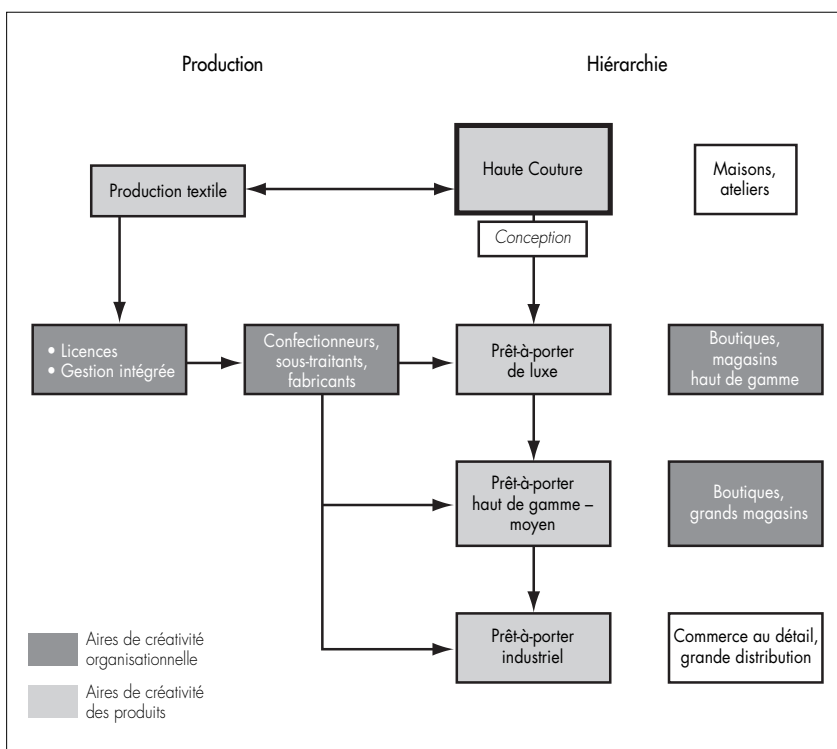 Production
Hiérarchie
Production textile
Haute Couture
Maisons,
ateliers
Conception
• Licences
• Gestion intégrée
Confectionneurs,
sous-traitants,
fabricants
Prêt-à-porter
de luxe
Boutiques,
magasins
haut de gamme
Prêt-à-porter
haut de gamme –
moyen
Boutiques,
grands magasins
Prêt-à-porter
industriel
Commerce au détail,
grande distribution
Aires de créativité
organisationnelle
Aires de créativité
des produits